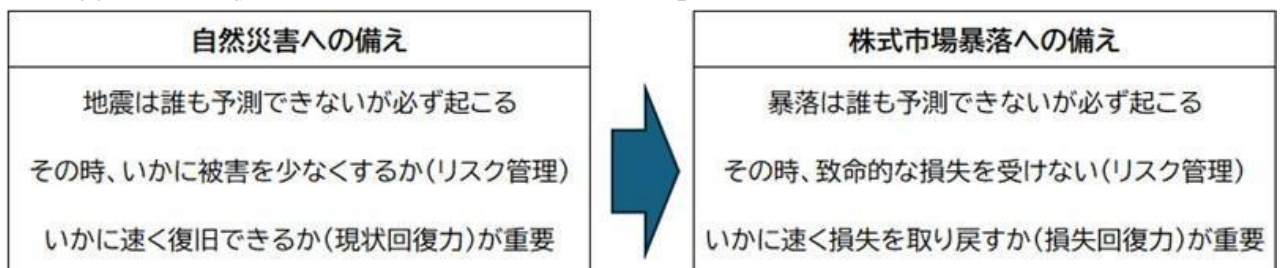 自然災害への備え
地震は誰も予測できないが必ず起こる
その時、いかに被害を少なくするか(リスク管理)
いかに速く復旧できるか(現状回復力)が重要
株式市場暴落への備え
暴落は誰も予測できないが必ず起こる
その時、致命的な損失を受けない(リスク管理)
いかに速く損失を取り戻すか(損失回復力)が重要